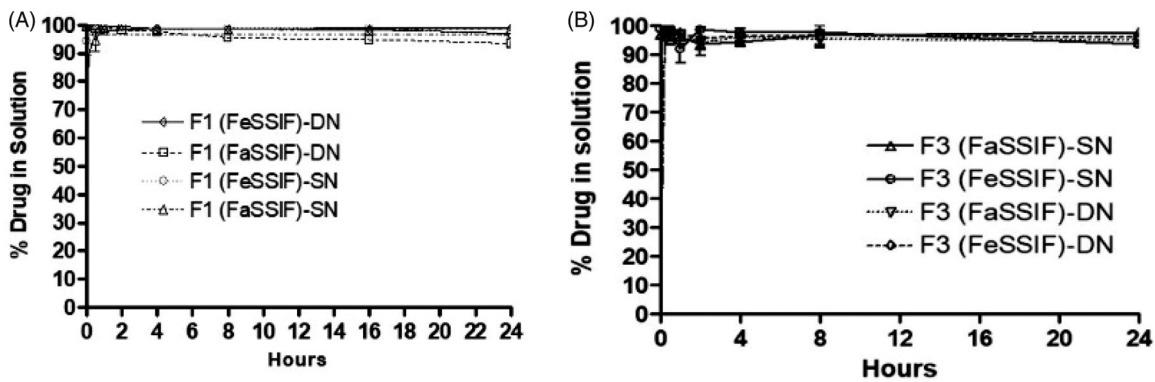 (A)
% Drug in Solution
100
90
80
70
60
50
40
30
20
10
0
F1 (FeSSIF)-DN
F1 (FaSSIF)-DN
F1 (FeSSIF)-SN
F1 (FaSSIF)-SN
0 2 4 6 8 10 12 14 16 18 20 22 24
Hours
(B)
% Drug in solution
100
90
80
70
60
50
40
30
20
10
0
F3 (FaSSIF)-SN
F3 (FeSSIF)-SN
F3 (FaSSIF)-DN
F3 (FeSSIF)-DN
0 4 8 12 16 20 24
Hours